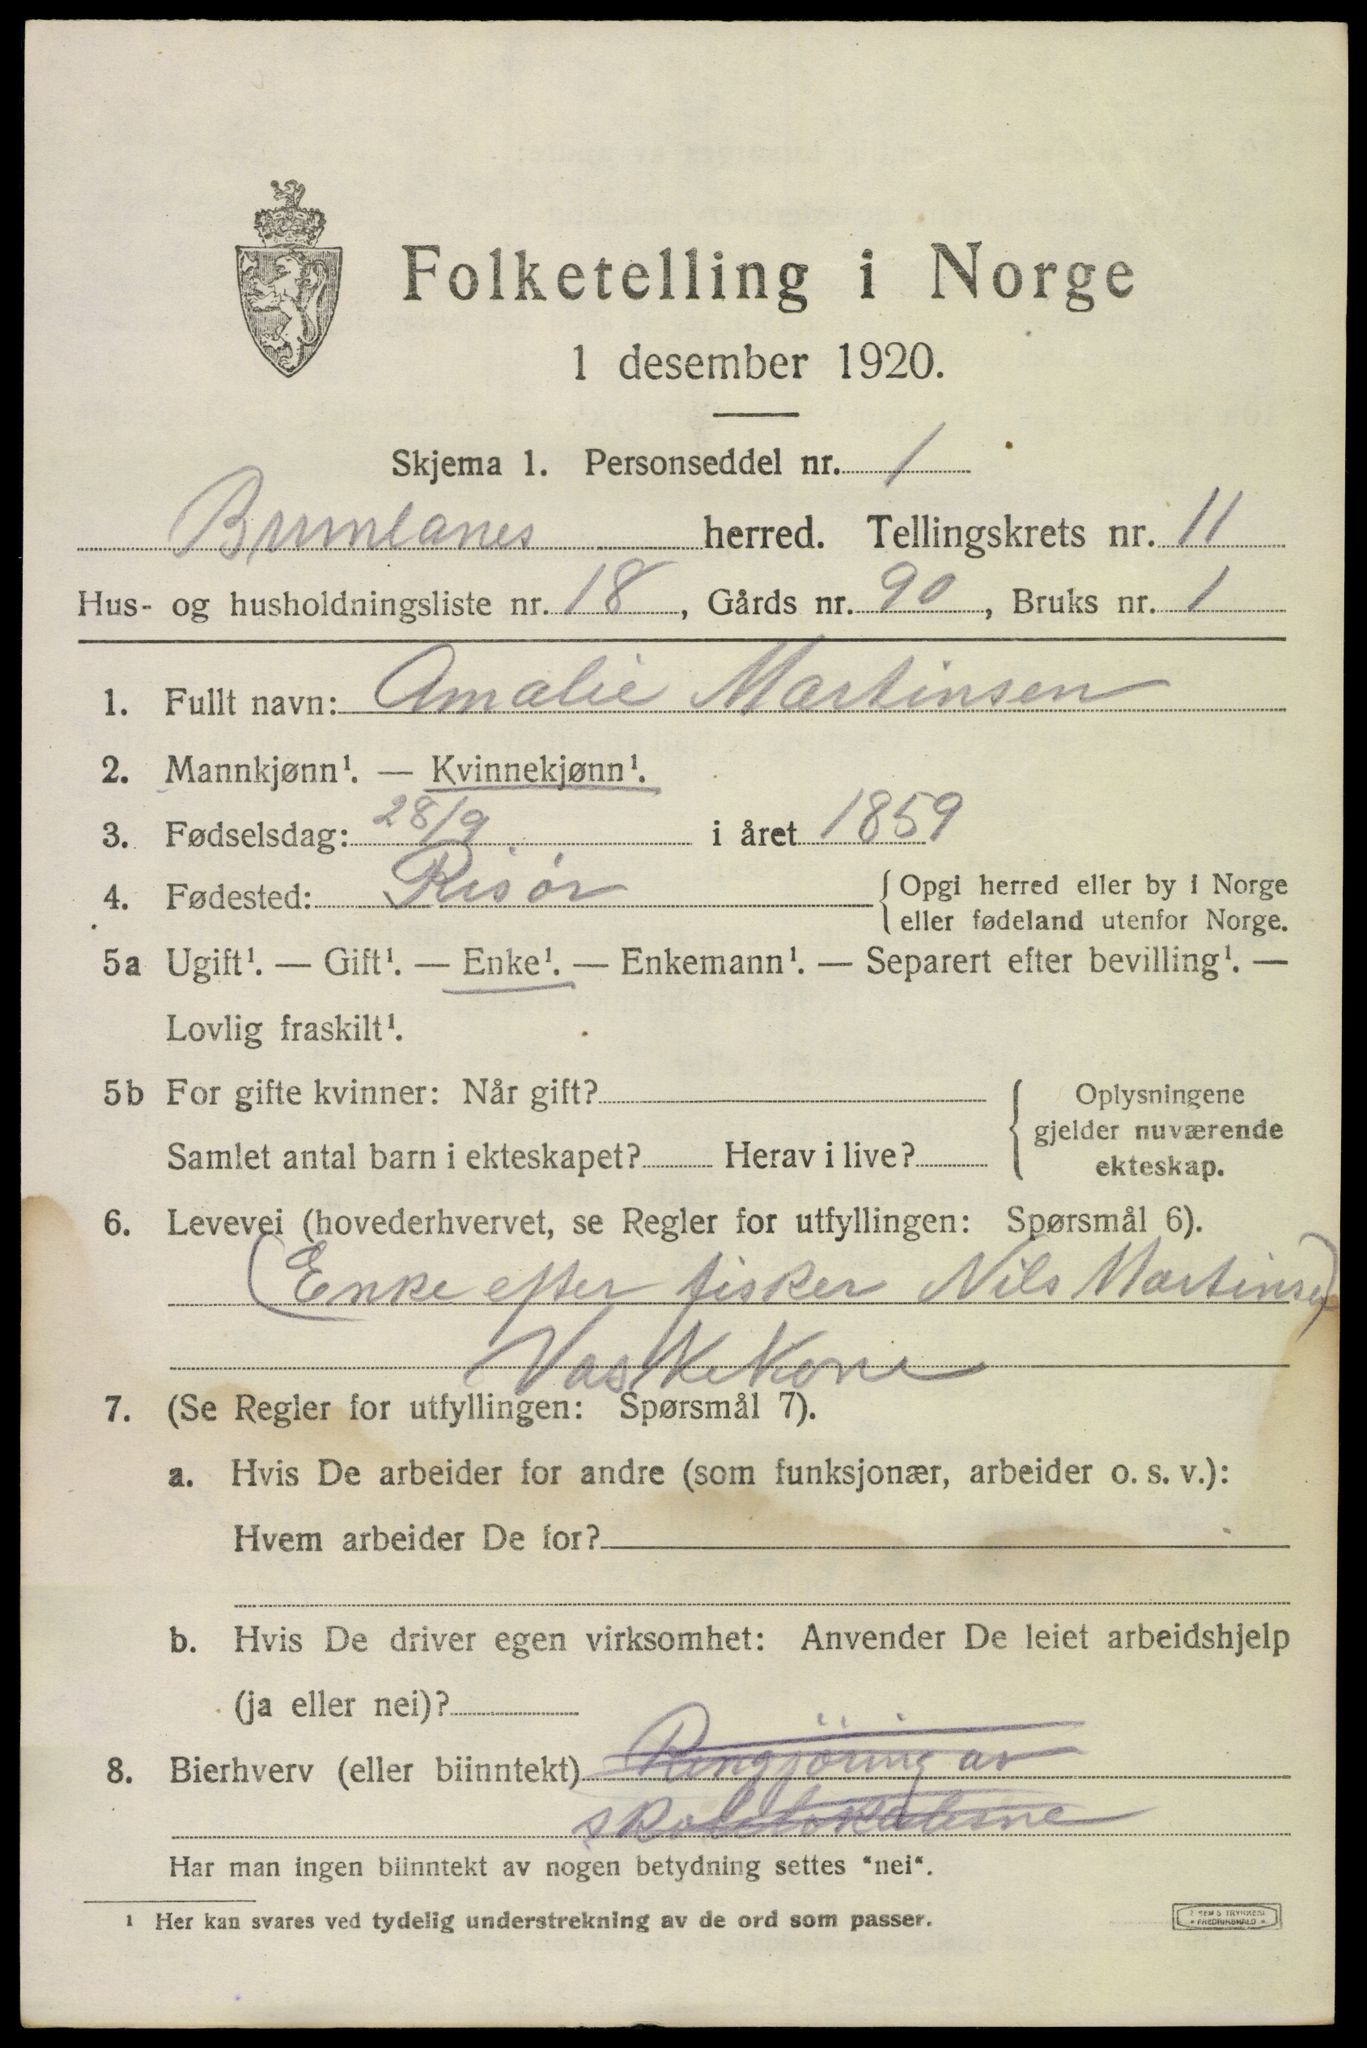 Folketelling i Norge
1 desember 1920.
Skjema 1. Personseddel nr. 1
Brunlanes herred. Tellingskrets nr. 11
Hus- og husholdningsliste nr. 18, Gårds nr. 90, Bruks nr. 1
1. Fullt navn: Amalie Martinsen
2. Mannkjønn¹. — Kvinnekjønn¹.
3. Fødselsdag: 28/9 i året 1859
4. Fødested: Risör { Opgi herred eller by i Norge
eller fødeland utenfor Norge.
5a Ugift¹. — Gift¹. — Enke¹. — Enkemann¹. — Separert efter bevilling¹. —
Lovlig fraskilt¹.
5b For gifte kvinner: Når gift? { Oplysningene
gjelder nuværende
Samlet antal barn i ekteskapet? Herav i live? ekteskap.
6. Levevei (hovederhvervet, se Regler for utfyllingen: Spørsmål 6).
(Enke efter fisker Nils Martinsen)
Vaskekone
7. (Se Regler for utfyllingen: Spørsmål 7).
a. Hvis De arbeider for andre (som funksjonær, arbeider o. s. v.):
Hvem arbeider De for?
b. Hvis De driver egen virksomhet: Anvender De leiet arbeidshjelp
(ja eller nei)?
8. Bierhverv (eller biinntekt) Rengjöring av
skolelokalerne
Har man ingen biinntekt av nogen betydning settes "nei".
¹ Her kan svares ved tydelig understrekning av de ord som passer.
TRYKKERI
FREDRIKSHALD